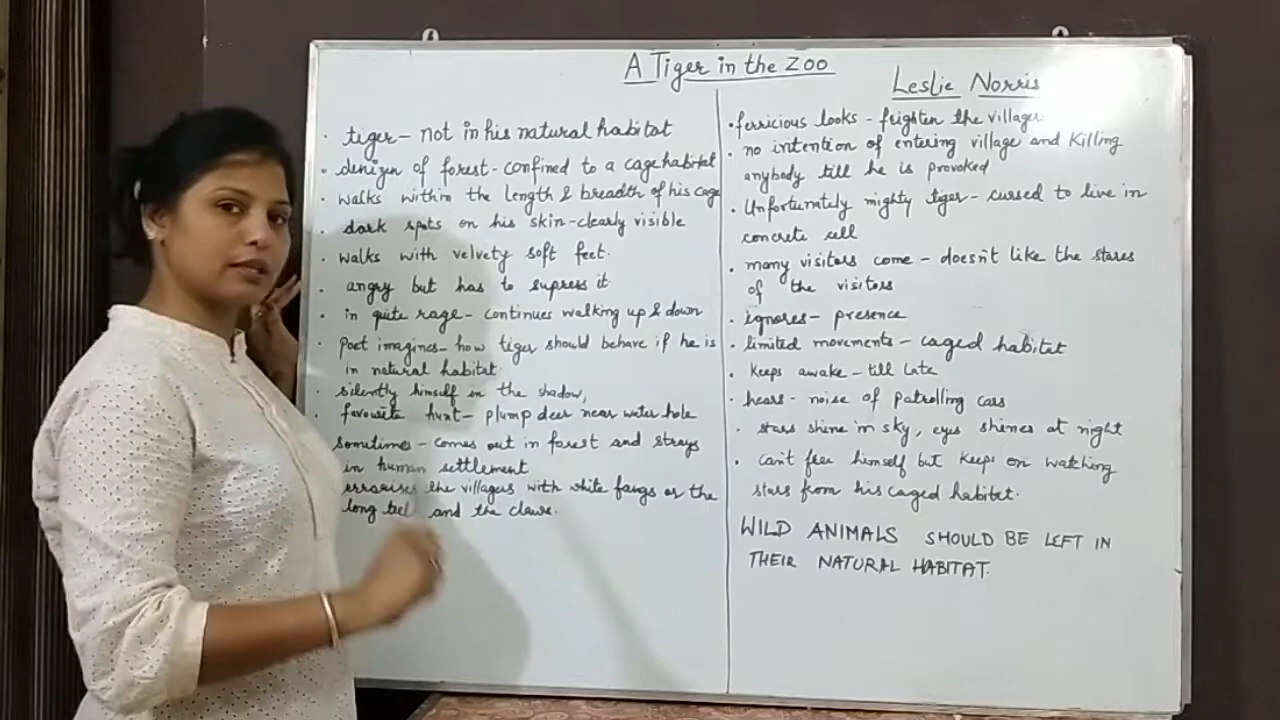 A Tiger in the Zoo
Leslie Norris
· tiger – not in his natural habitat
· denizen of forest - confined to a cage habitat
· walks within the length & breadth of his cage
· dark spots on his skin - clearly visible
· walks with velvety soft feet.
· angry but has to supress it
· in quite rage - continues walking up & down
· Poet imagines - how tiger should behave if he is
in natural habitat
· silently himself in the shadow,
· favourite hunt - plump deer near water hole
sometimes - comes out in forest and strays
in human settlement
the villagers with white fangs or the
long and the claws.
· ferricious looks - frighten the villager
· no intention of entering village and killing
anybody till he is provoked
· Unfortunately mighty tiger - cursed to live in
concrete cell
· many visitors come - doesn't like the stares
of the visitors
· ignores - presence
· limited movements - caged habitat
· keeps awake - till late
· hears - noise of patrolling cars
· stars shine in sky, eyes shines at night
· can't free himself but keeps on watching
stars from his caged habitat.
WILD ANIMALS SHOULD BE LEFT IN
THEIR NATURAL HABITAT.